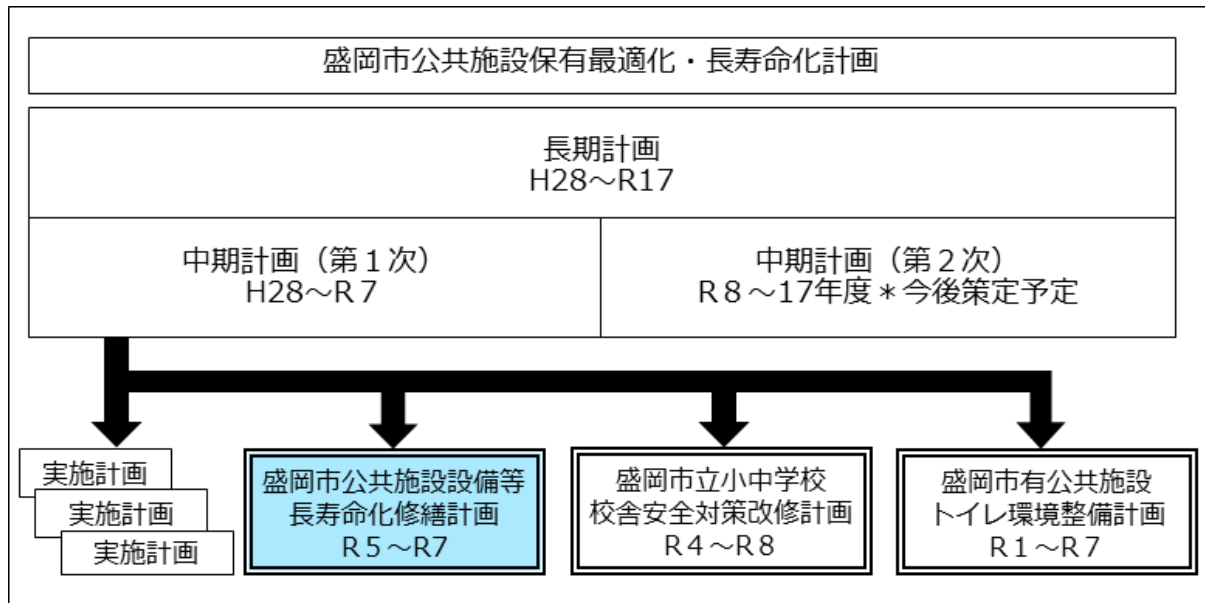 盛岡市公共施設保有最適化・長寿命化計画
長期計画
H28～R17
中期計画（第１次）
H28～R７
中期計画（第２次）
R８～17年度＊今後策定予定
実施計画
実施計画
実施計画
盛岡市公共施設設備等
長寿命化修繕計画
R５～R7
盛岡市立小中学校
校舎安全対策改修計画
R４～R８
盛岡市有公共施設
トイレ環境整備計画
R１～R７